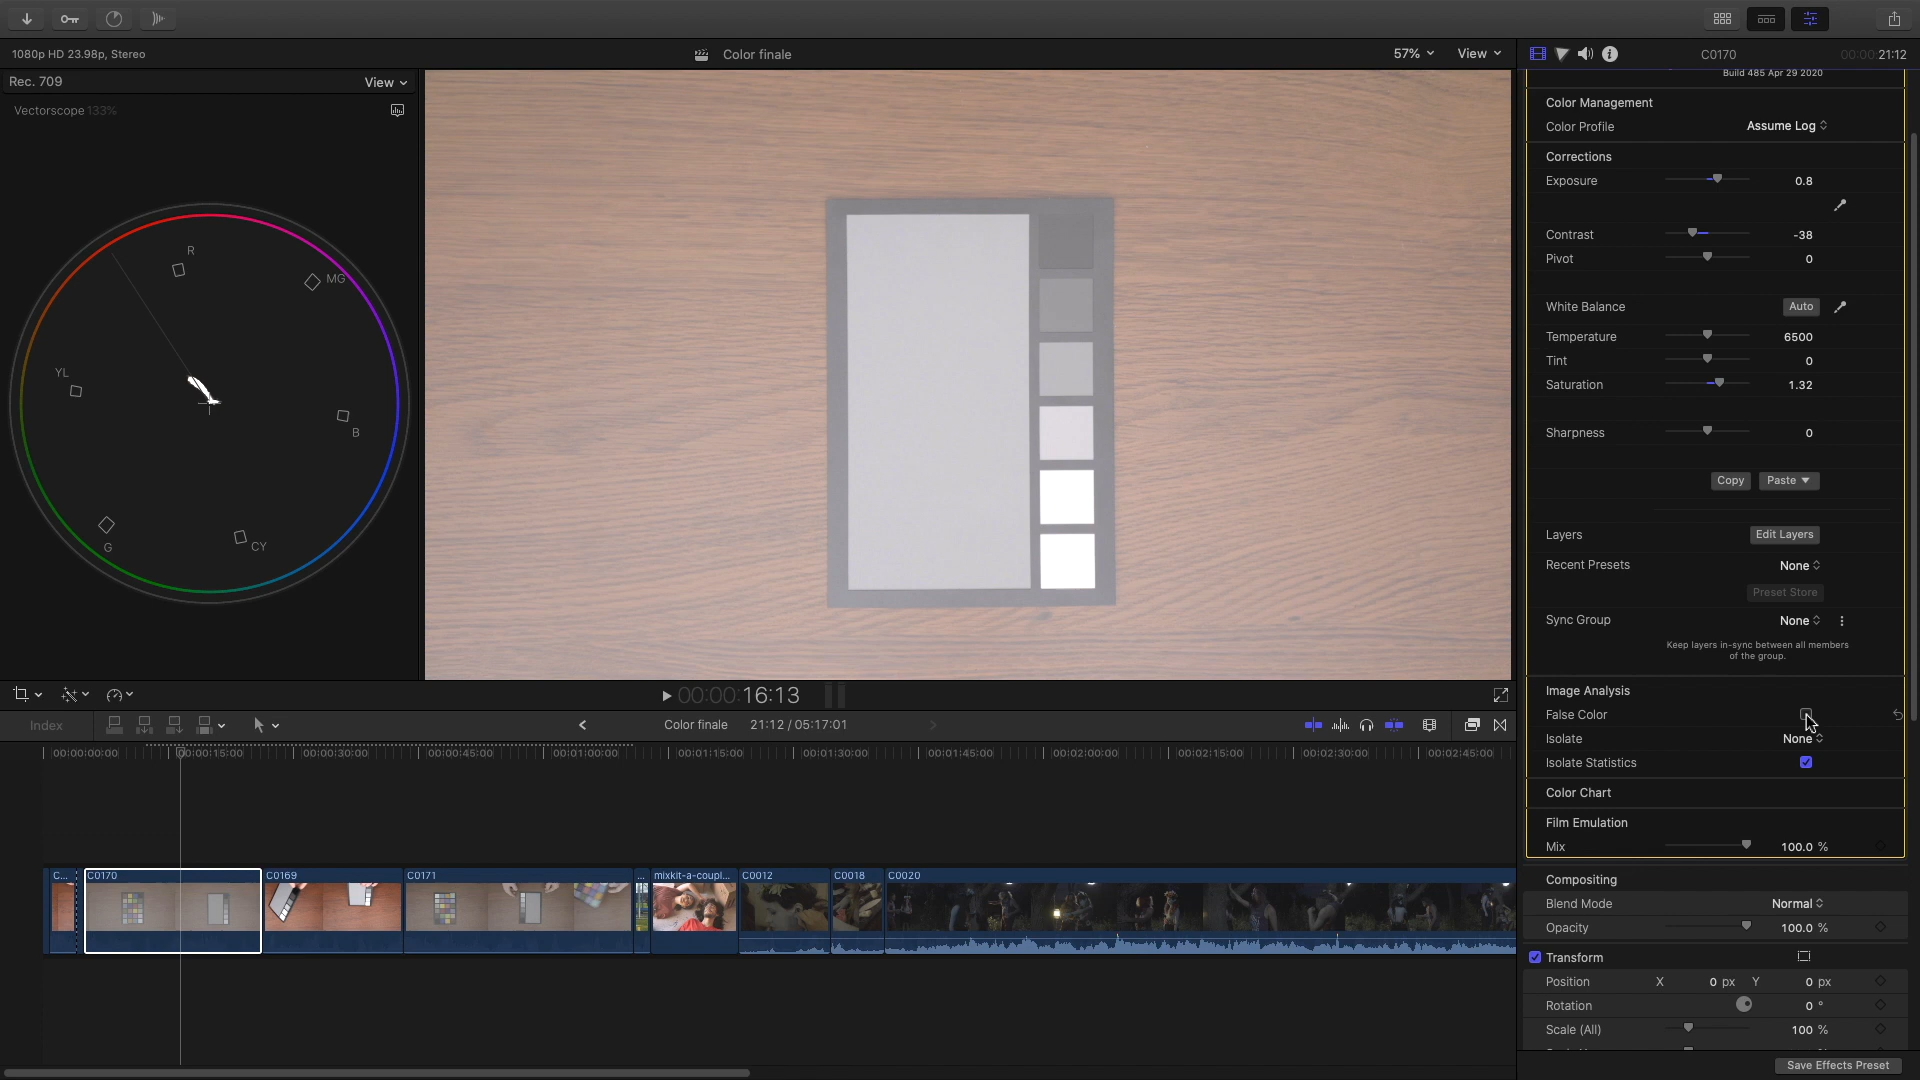 1080p HD 23.98p, Stereo
Color finale
57%
View
C0170
00:00:21:12
Rec. 709
View
Build 485 Apr 29 2020
Vectorscope 133%
R
MG
YL
B
G
CY
Color Management
Color Profile
Assume Log
Corrections
Exposure
0.8
Contrast
-38
Pivot
0
White Balance
Auto
Temperature
6500
Tint
0
Saturation
1.32
Sharpness
0
Copy
Paste
Layers
Edit Layers
Recent Presets
None
Preset Store
Sync Group
None
Keep layers in-sync between all members
of the group.
Image Analysis
False Color
Isolate
None
Isolate Statistics
Color Chart
Film Emulation
Mix
100.0 %
Compositing
Blend Mode
Normal
Opacity
100.0 %
Transform
Position
X
0 px
Y
0 px
Rotation
0 °
Scale (All)
100 %
Save Effects Preset
00:00:16:13
Index
Color finale
21:12 / 05:17:01
00:00:00:00
00:00:15:00
00:00:30:00
00:00:45:00
00:01:00:00
00:01:15:00
00:01:30:00
00:01:45:00
00:02:00:00
00:02:15:00
00:02:30:00
00:02:45:00
C...
C0170
C0169
C0171
...
mixkit-a-coupl...
C0012
C0018
C0020